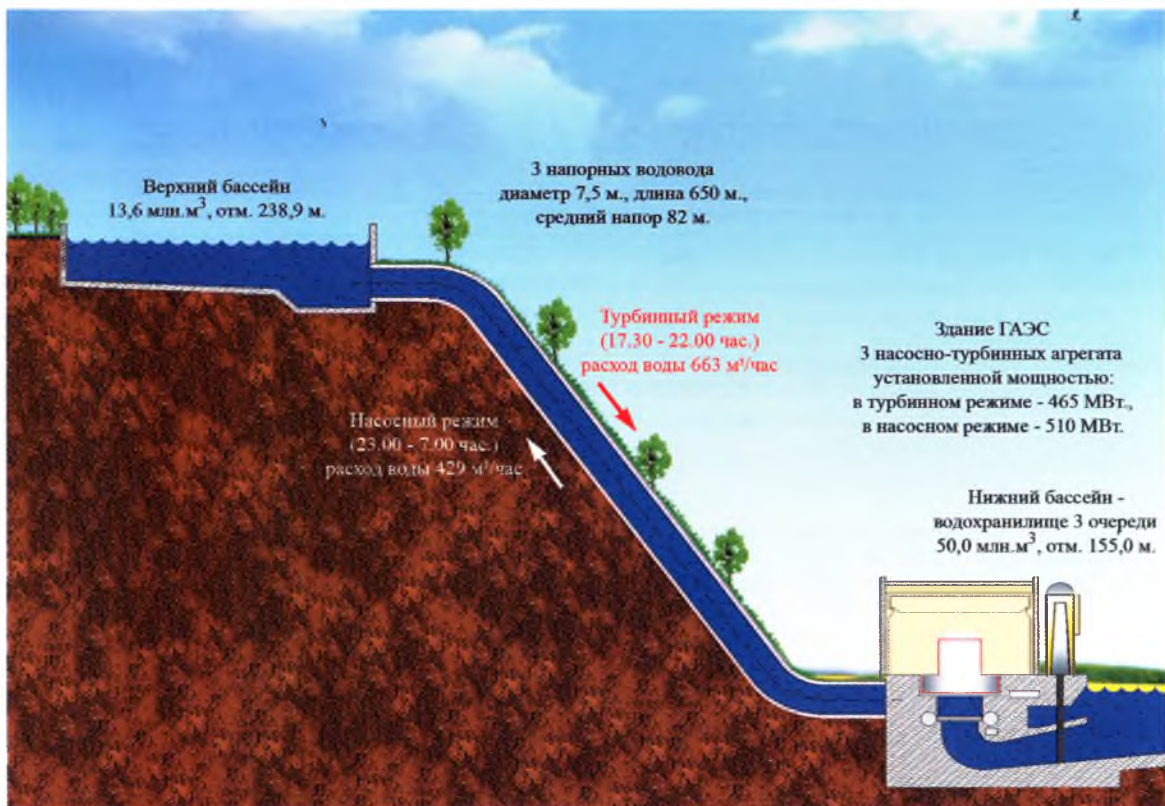 Верхний бассейн
13,6 млн.м³, отм. 238,9 м.
3 напорных водовода
диаметр 7,5 м., длина 650 м.,
средний напор 82 м.
Турбинный режим
(17.30 - 22.00 час.)
расход воды 663 м³/час
Насосный режим
(23.00 - 7.00 час.)
расход воды 429 м³/час
Здание ГАЭС
3 насосно-турбинных агрегата
установленной мощностью:
в турбинном режиме - 465 МВт.,
в насосном режиме - 510 МВт.
Нижний бассейн -
водохранилище 3 очереди
50,0 млн.м³, отм. 155,0 м.